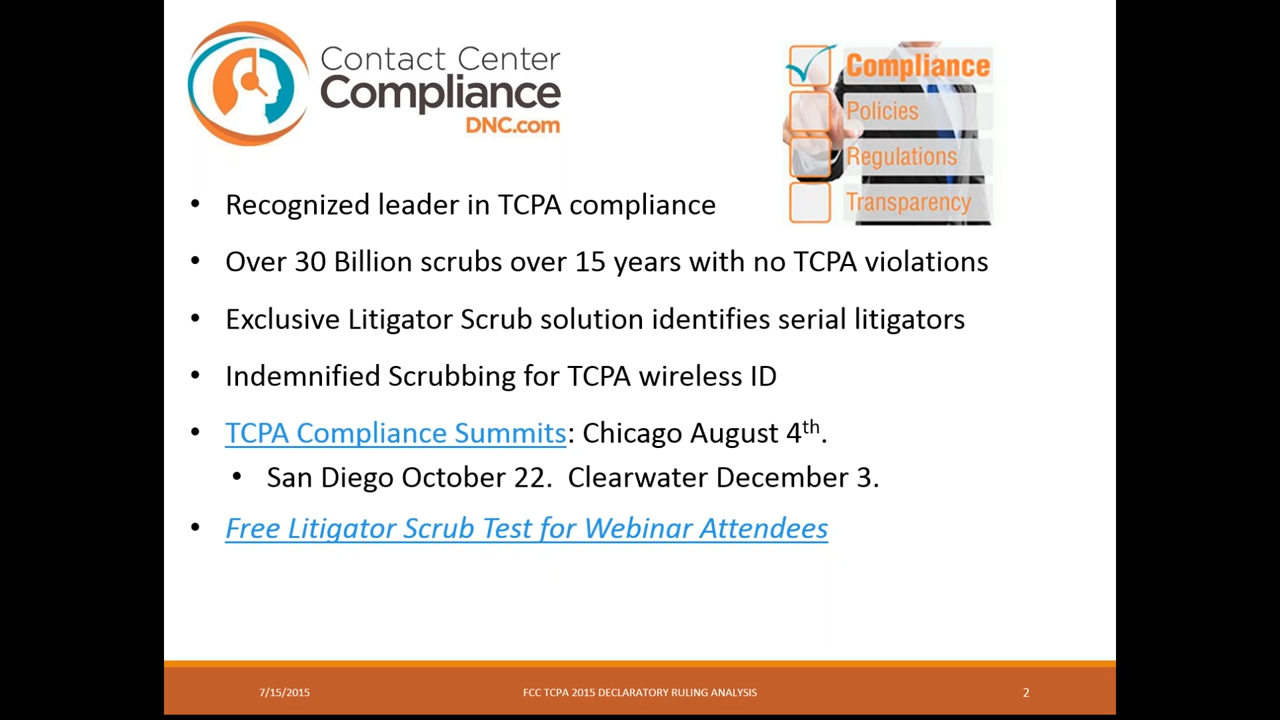 Contact Center
Compliance
DNC.com
Compliance
Policies
Regulations
Transparency
• Recognized leader in TCPA compliance
• Over 30 Billion scrubs over 15 years with no TCPA violations
• Exclusive Litigator Scrub solution identifies serial litigators
• Indemnified Scrubbing for TCPA wireless ID
• TCPA Compliance Summits: Chicago August 4th.
• San Diego October 22.  Clearwater December 3.
• Free Litigator Scrub Test for Webinar Attendees
7/15/2015
FCC TCPA 2015 DECLARATORY RULING ANALYSIS
2